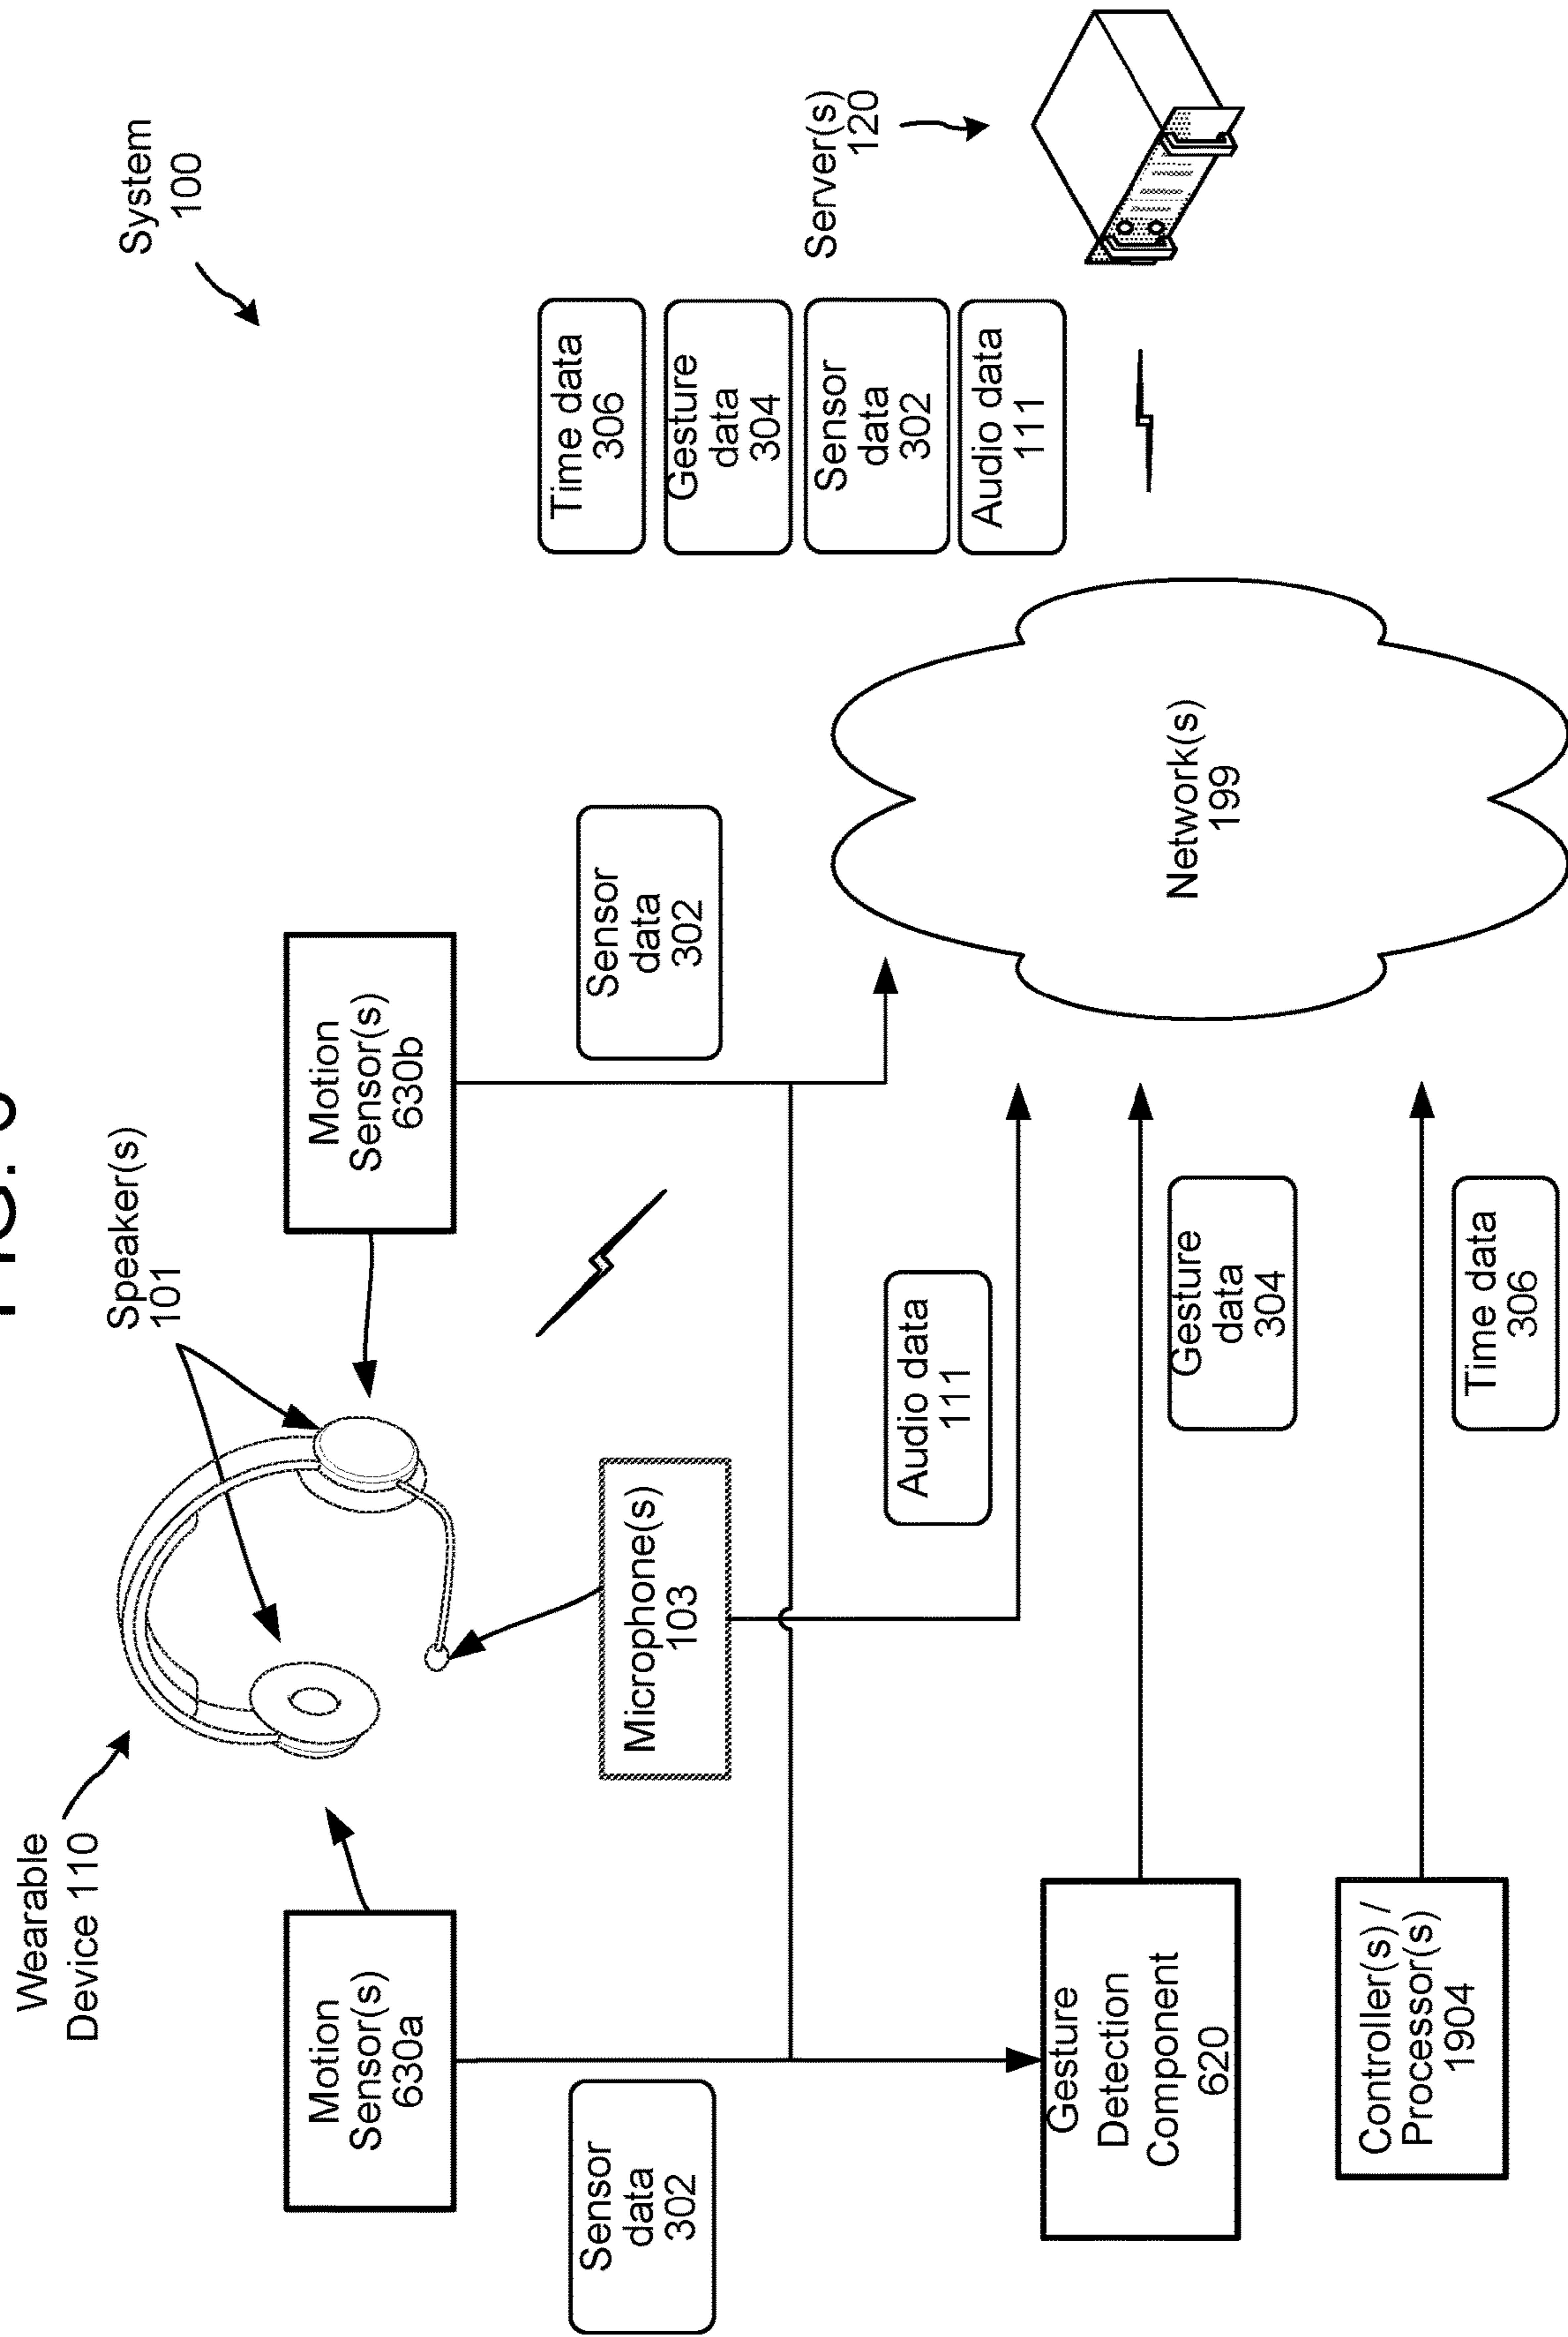 FIG.
Wearable
Device 110
Speaker(s)
101
System
100
Motion
Sensor(s)
630a
Motion
Sensor(s)
630b
Sensor
data
302
Microphone(s)
103
Sensor
data
302
Time data
306
Gesture
data
304
Sensor
data
302
Audio data
111
Server(s)
120
Audio data
111
Gesture
Detection
Component
620
Gesture
data
304
Network(s)
199
Controller(s) /
Processor(s)
1904
Time data
306